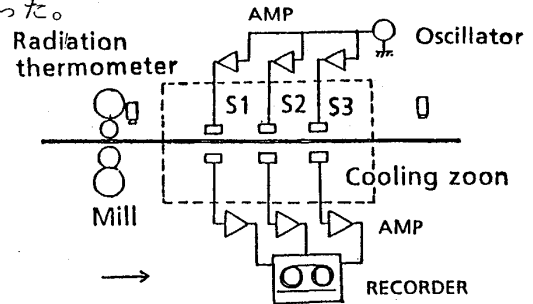 った。
AMP
Radiation
thermometer
Oscillator
S1
S2
S3
Cooling zoon
Mill
AMP
RECORDER